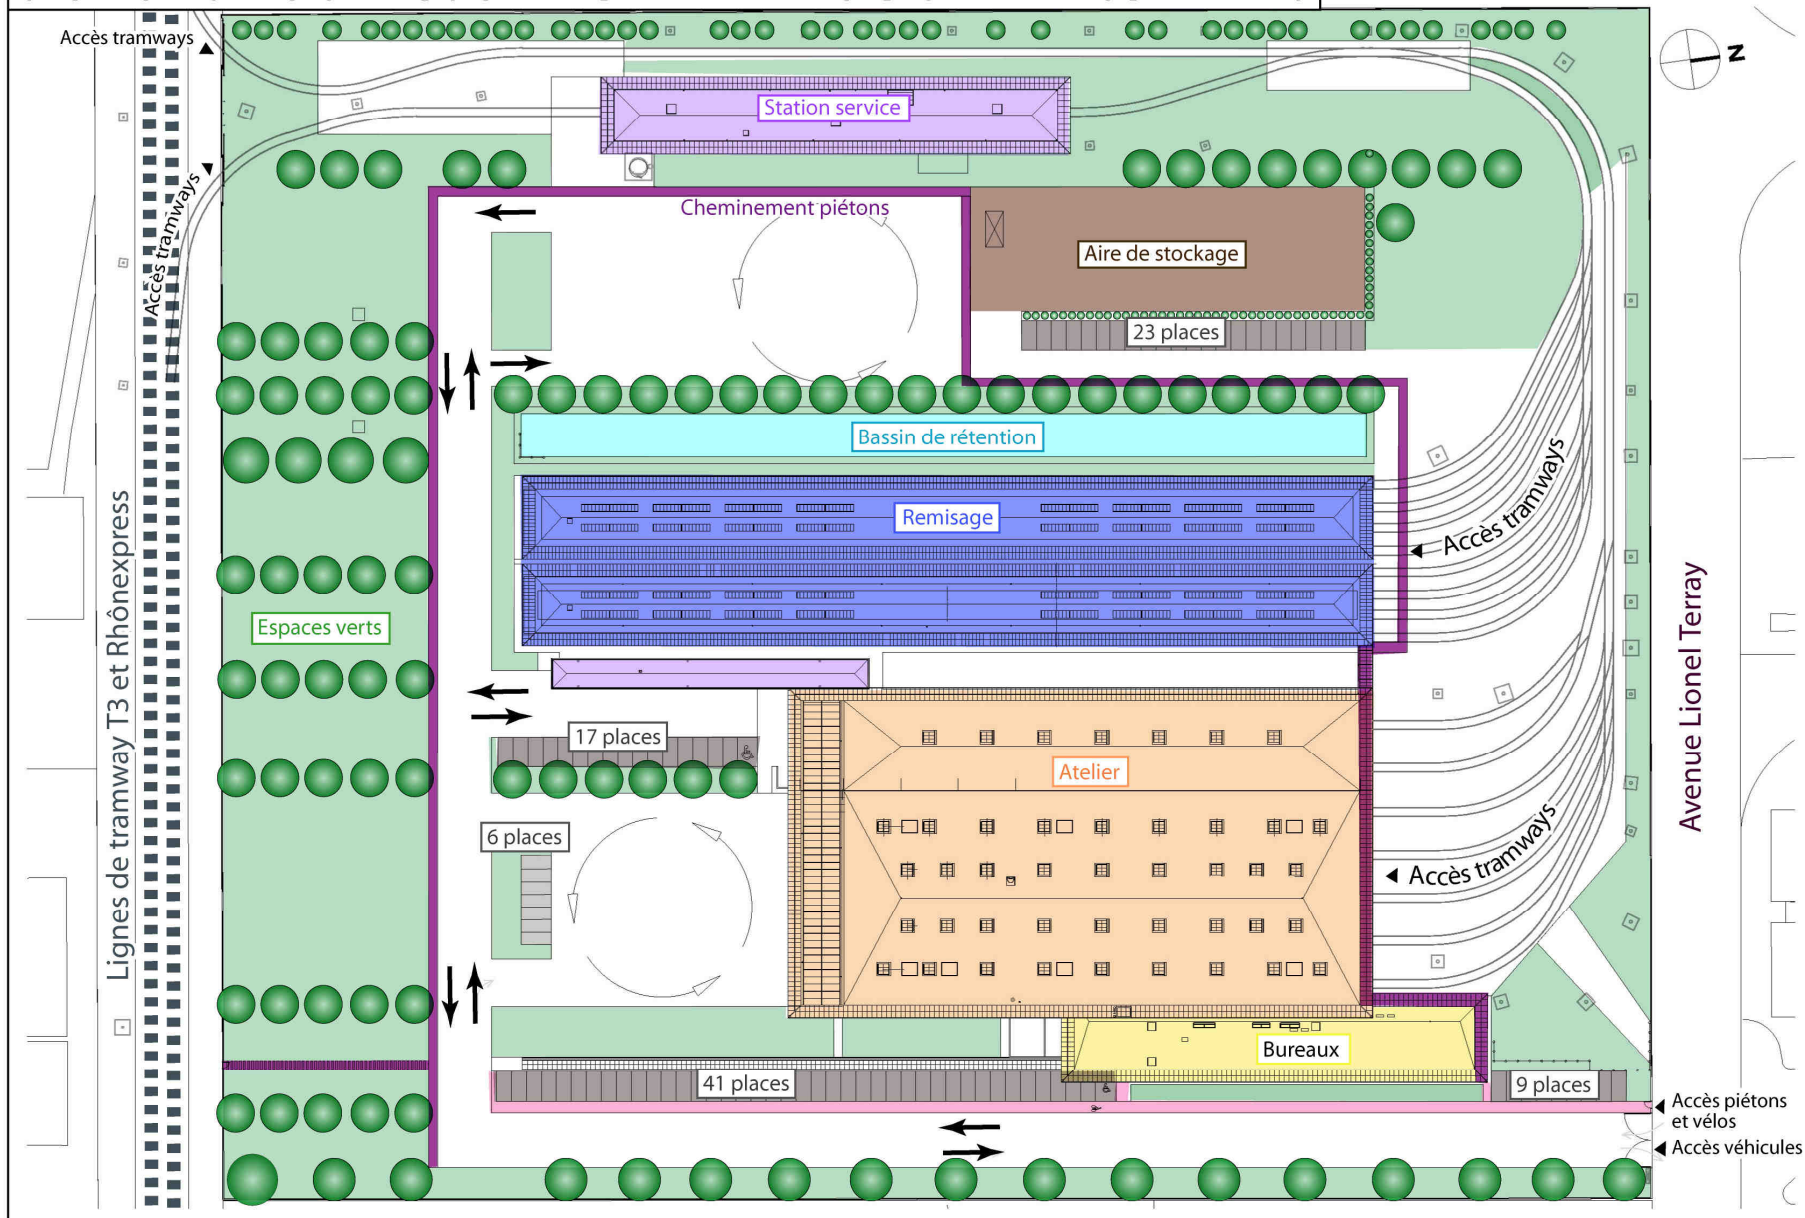 Accès tramways
N
Station service
Accès tramways
Cheminement piétons
Aire de stockage
23 places
Bassin de rétention
Remisage
Accès tramways
Lignes de tramway T3 et Rhônexpress
Espaces verts
Avenue Lionel Terray
17 places
Atelier
6 places
Accès tramways
Bureaux
41 places
9 places
Accès piétons
et vélos
Accès véhicules